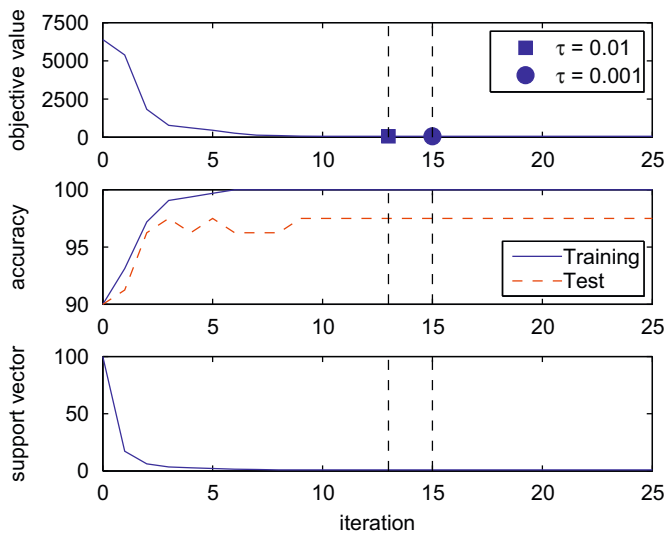 objective value
7500
5000
2500
0
0 5 10 15 20 25
τ = 0.01
τ = 0.001
accuracy
100
95
90
0 5 10 15 20 25
Training
Test
support vector
100
50
0
0 5 10 15 20 25
iteration